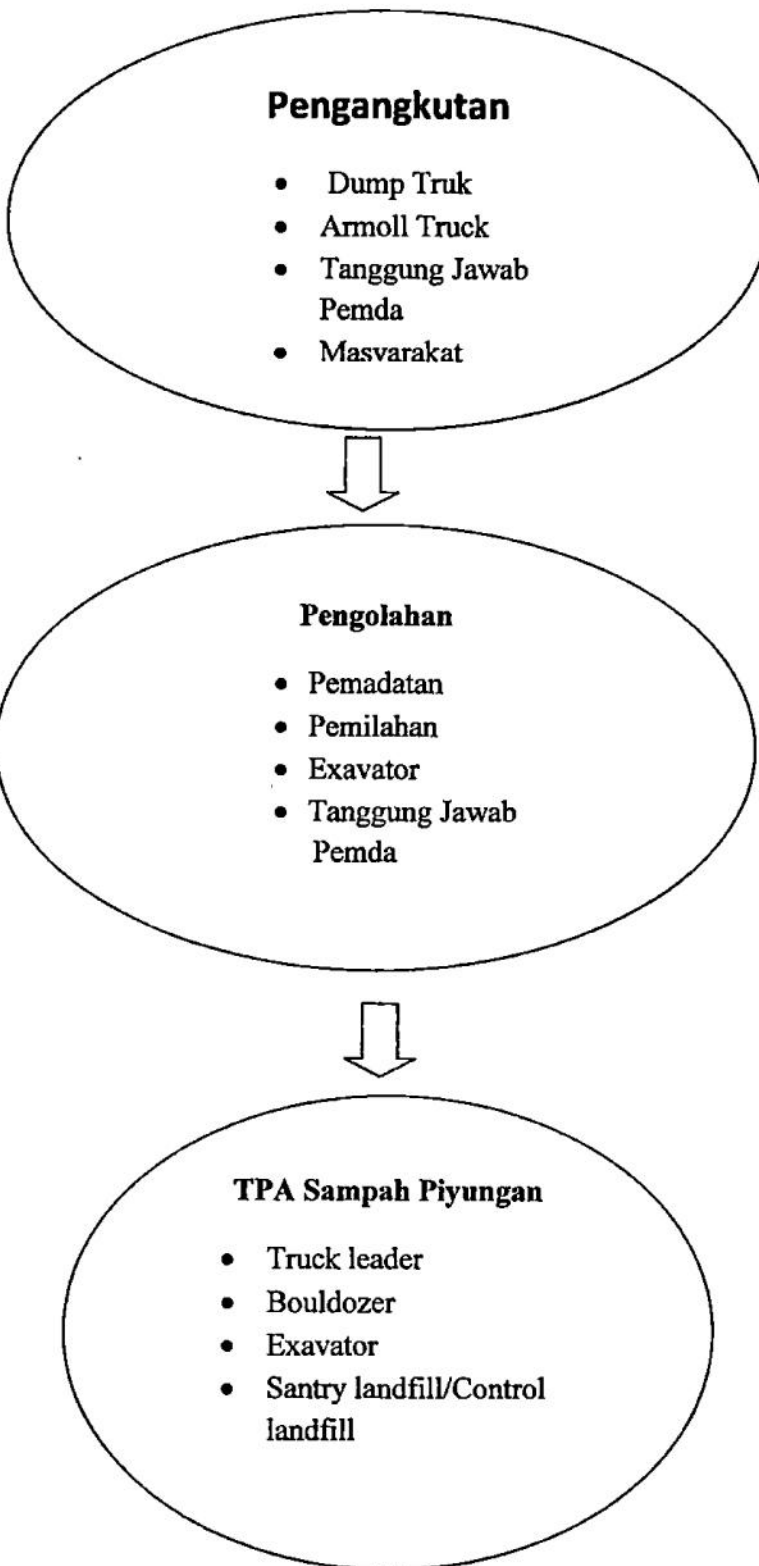 Pengangkutan
• Dump Truk
• Armoll Truck
• Tanggung Jawab
Pemda
• Masvarakat
Pengolahan
• Pemadatan
• Pemilahan
• Exavator
• Tanggung Jawab
Pemda
TPA Sampah Piyungan
• Truck leader
• Bouldozer
• Exavator
• Santry landfill/Control
landfill